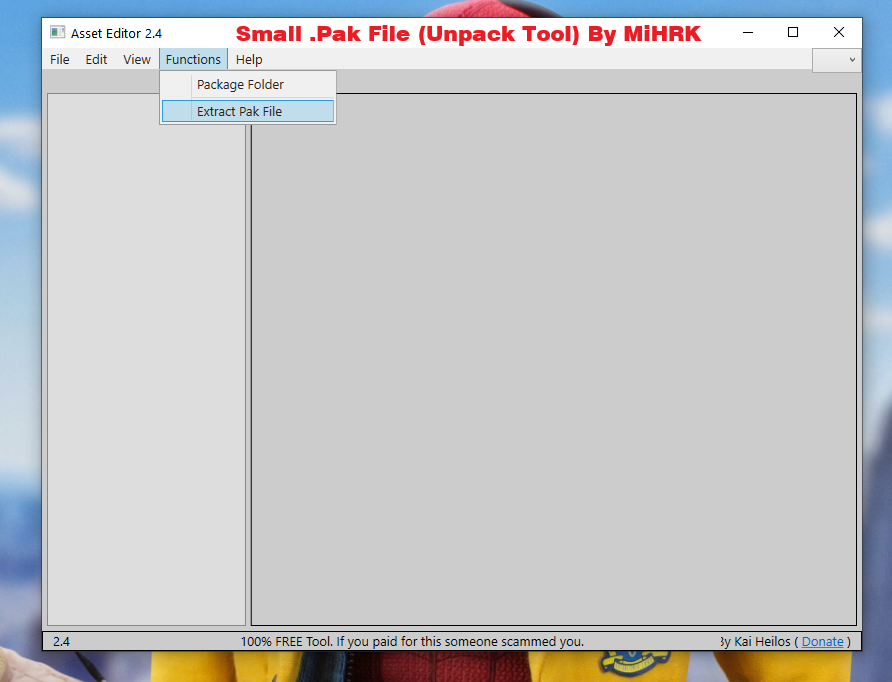 Asset Editor 2.4
Small .Pak File (Unpack Tool) By MiHRK
File Edit View Functions Help
Package Folder
Extract Pak File
2.4 100% FREE Tool. If you paid for this someone scammed you. By Kai Heilos ( Donate )